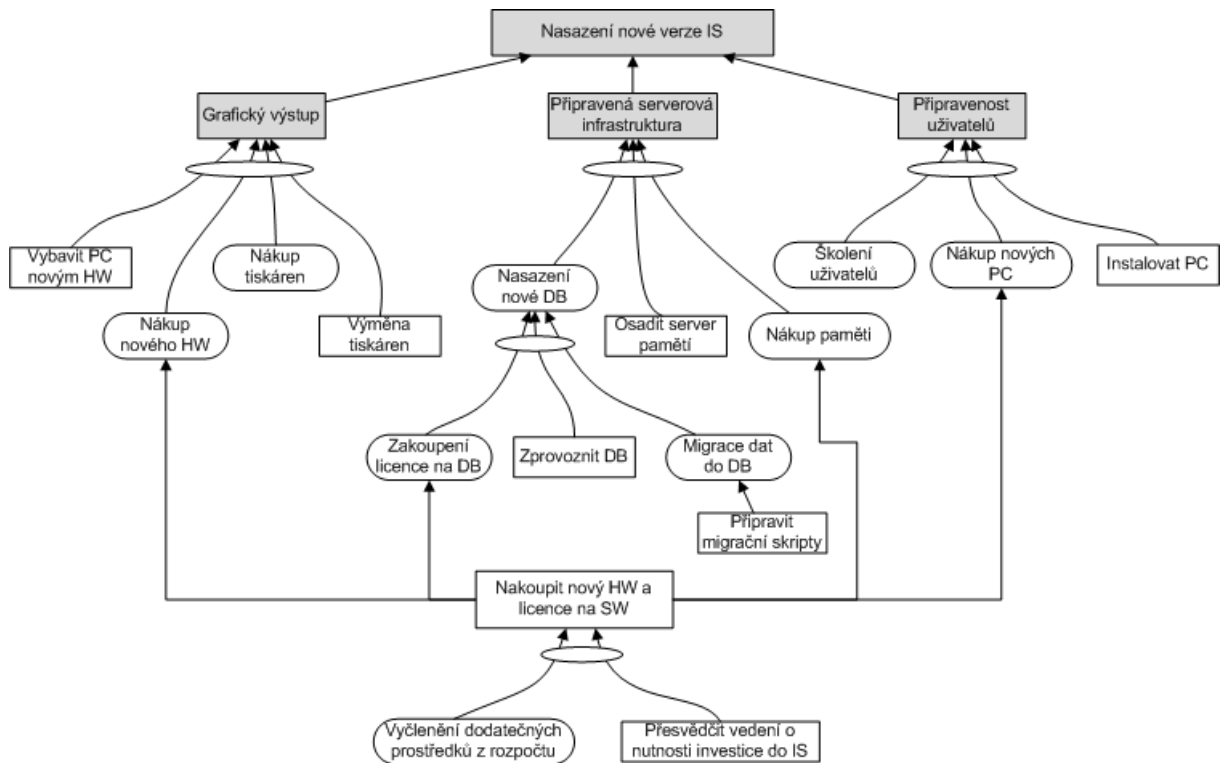 Nasazení nové verze IS
Grafický výstup
Připravená serverová
infrastruktura
Připravenost
uživatelů
Vybavit PC
novým HW
Nákup
tiskáren
Nákup
nového HW
Výměna
tiskáren
Nasazení
nové DB
Osadit server
pamětí
Nákup paměti
Školení
uživatelů
Nákup nových
PC
Instalovat PC
Zakoupení
licence na DB
Zprovoznit DB
Migrace dat
do DB
Připravit
migrační skripty
Nakoupit nový HW a
licence na SW
Vyčlenění dodatečných
prostředků z rozpočtu
Přesvědčit vedení o
nutnosti investice do IS